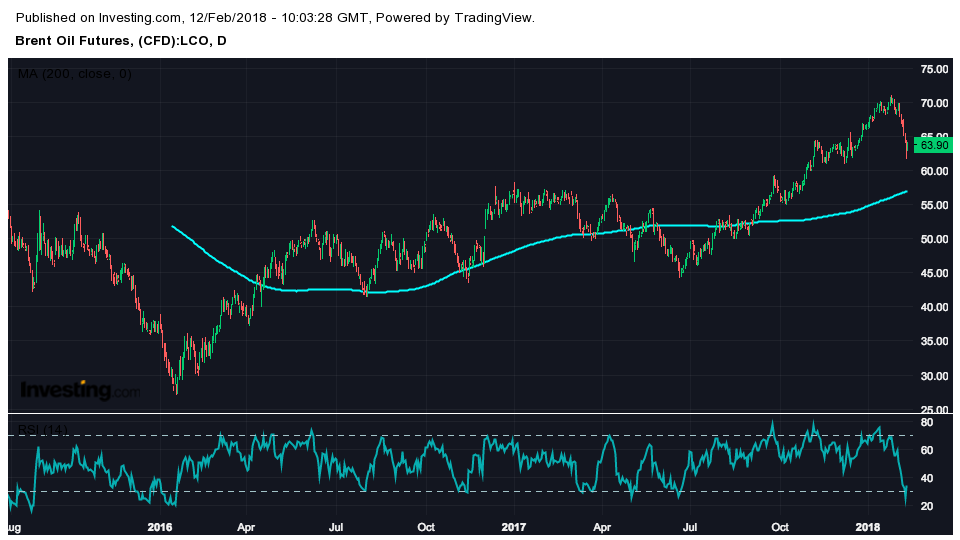 Published on Investing.com, 12/Feb/2018 - 10:03:28 GMT, Powered by TradingView.
Brent Oil Futures, (CFD):LCO, D
MA (200, close, 0)
75.00
70.00
65.00
63.90
60.00
55.00
50.00
45.00
40.00
35.00
30.00
25.00
Investing.com
RSI (14)
80
60
40
20
ug 2016 Apr Jul Oct 2017 Apr Jul Oct 2018